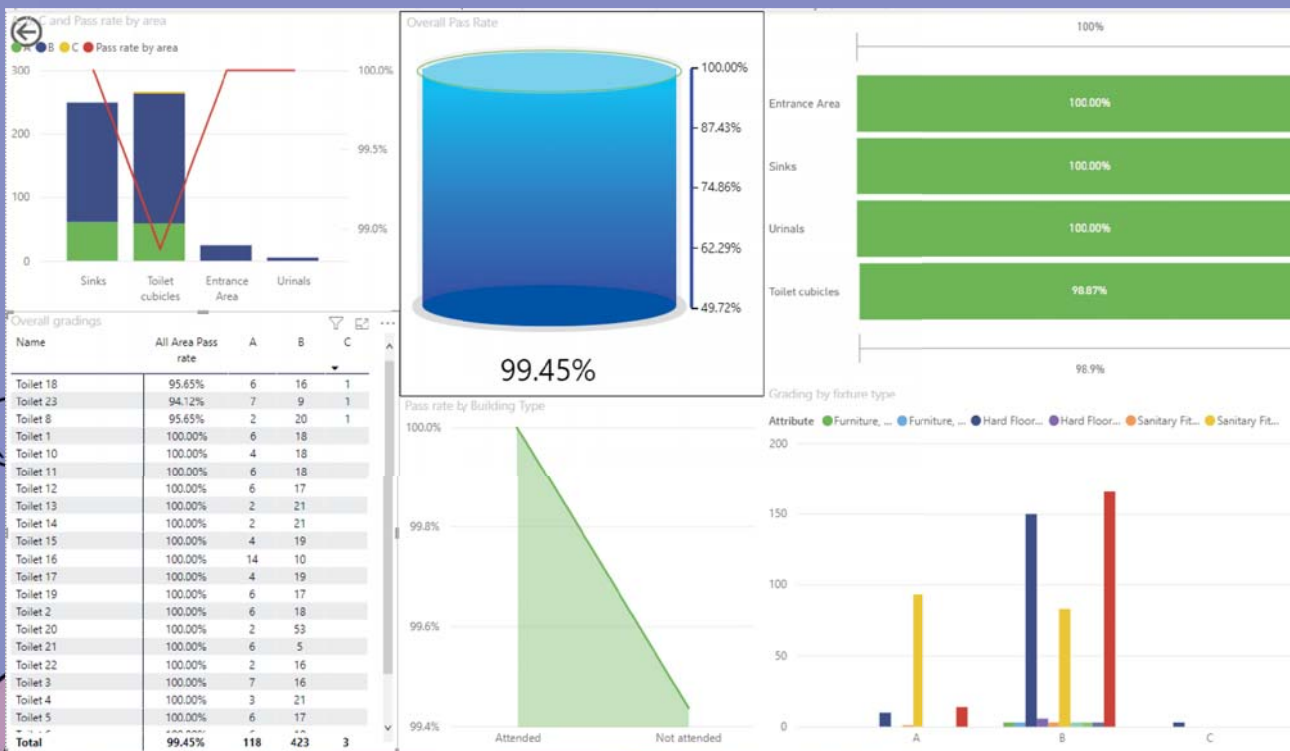 C and Pass rate by area
A B C Pass rate by area
300
200
100
0
100.0%
99.5%
99.0%
Sinks
Toilet cubicles
Entrance Area
Urinals
Overall Pass Rate
100.00%
87.43%
74.86%
62.29%
49.72%
99.45%
100%
Entrance Area 100.00%
Sinks 100.00%
Urinals 100.00%
Toilet cubicles 98.87%
98.9%
Overall gradings
Name All Area Pass rate A B C
Toilet 18 95.65% 6 16 1
Toilet 23 94.12% 7 9 1
Toilet 8 95.65% 2 20 1
Toilet 1 100.00% 6 18
Toilet 10 100.00% 4 18
Toilet 11 100.00% 6 18
Toilet 12 100.00% 6 17
Toilet 13 100.00% 2 21
Toilet 14 100.00% 2 21
Toilet 15 100.00% 4 19
Toilet 16 100.00% 14 10
Toilet 17 100.00% 4 19
Toilet 19 100.00% 6 17
Toilet 2 100.00% 6 18
Toilet 20 100.00% 2 53
Toilet 21 100.00% 6 5
Toilet 22 100.00% 2 16
Toilet 3 100.00% 7 16
Toilet 4 100.00% 3 21
Toilet 5 100.00% 6 17
Total 99.45% 118 423 3
Pass rate by Building Type
100.0%
99.8%
99.6%
99.4%
Attended
Not attended
Grading by fixture type
Attribute Furniture, ... Furniture, ... Hard Floor... Hard Floor... Sanitary Fit... Sanitary Fit...
200
150
100
50
0
A
B
C